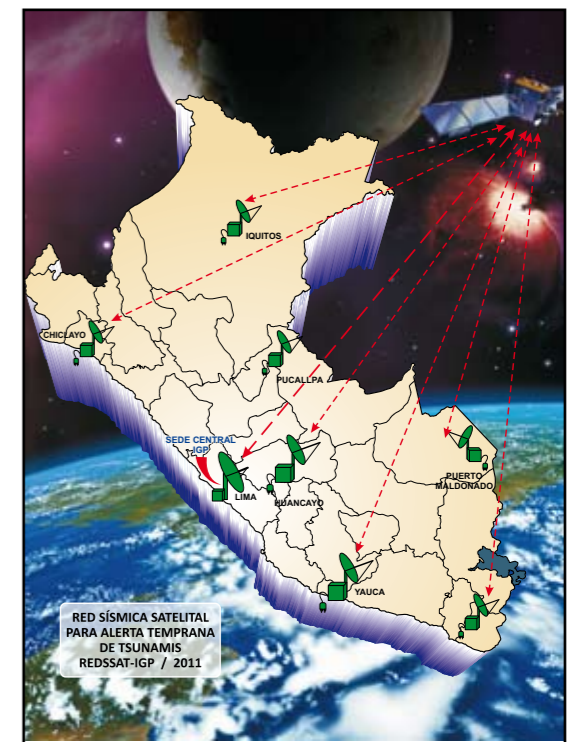 IQUITOS
CHICLAYO
PUCALLPA
SEDE CENTRAL
IGP
LIMA
HUANCAYO
PUERTO
MALDONADO
YAUCA
RED SÍSMICA SATELITAL
PARA ALERTA TEMPRANA
DE TSUNAMIS
REDSSAT-IGP / 2011